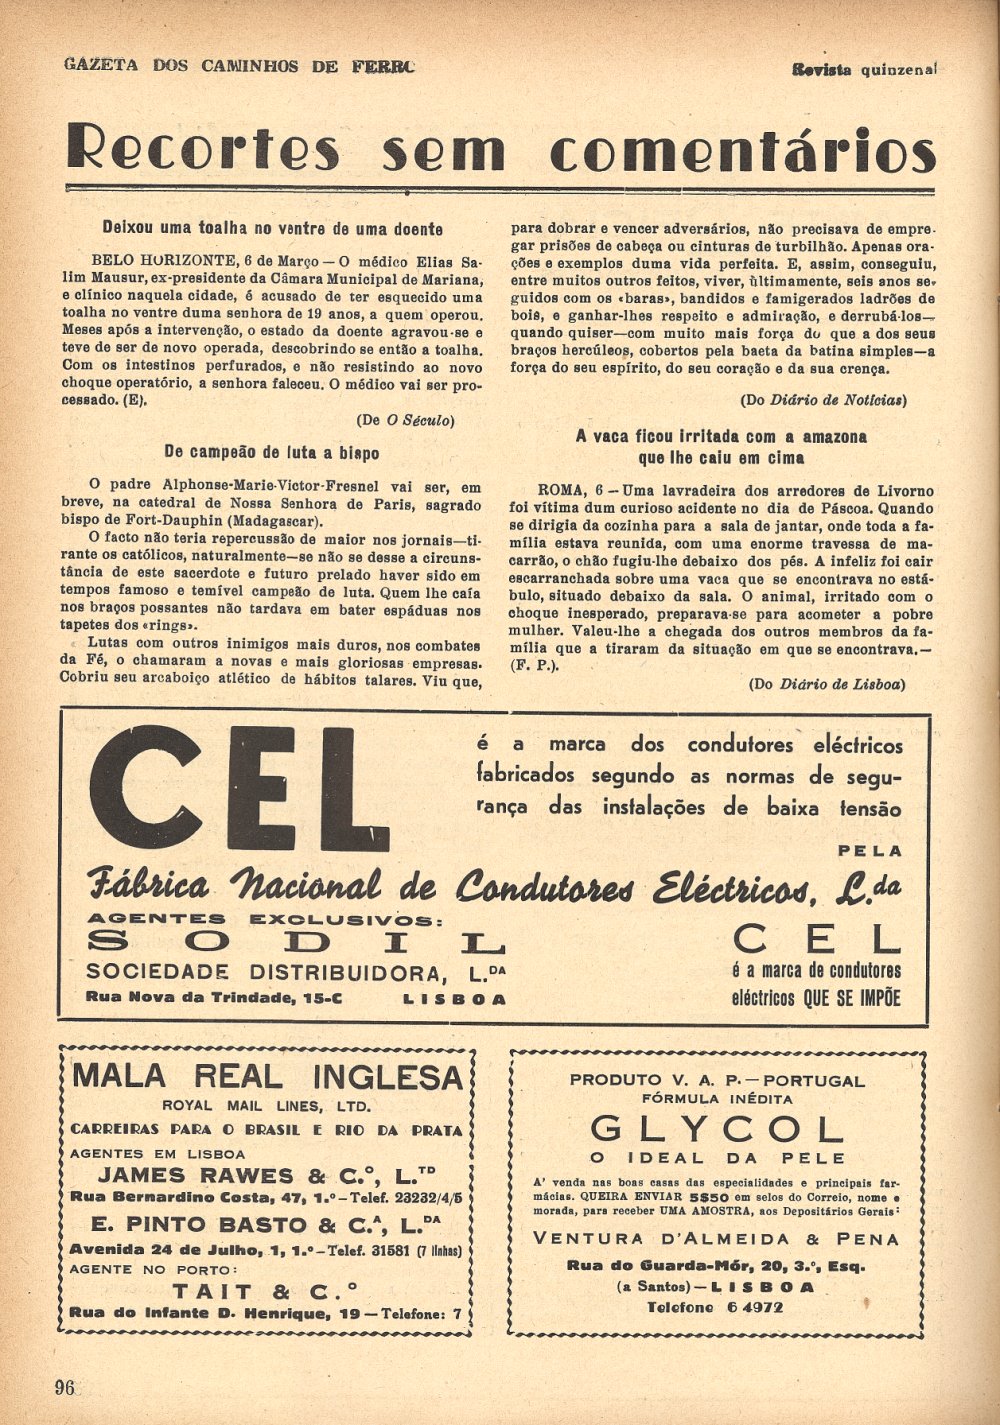 GAZETA DOS CAMINHOS DE FERRO
Revista quinzenal
Recortes sem comentários
Deixou uma toalha no ventre de uma doente
BELO HORIZONTE, 6 de Março — O médico Elias Sa-
lim Mausur, ex-presidente da Câmara Municipal de Mariana,
e clínico naquela cidade, é acusado de ter esquecido uma
toalha no ventre duma senhora de 19 anos, a quem operou.
Meses após a intervenção, o estado da doente agravou-se e
teve de ser de novo operada, descobrindo se então a toalha.
Com os intestinos perfurados, e não resistindo ao novo
choque operatório, a senhora faleceu. O médico vai ser pro-
cessado. (E).
(De O Século)
De campeão de luta a bispo
O padre Alphonse-Marie-Victor-Fresnel vai ser, em
breve, na catedral de Nossa Senhora de Paris, sagrado
bispo de Fort-Dauphin (Madagascar).
O facto não teria repercussão de maior nos jornais—ti-
rante os católicos, naturalmente—se não se desse a circuns-
tância de este sacerdote e futuro prelado haver sido em
tempos famoso e temível campeão de luta. Quem lhe caía
nos braços possantes não tardava em bater espáduas nos
tapetes dos «rings».
Lutas com outros inimigos mais duros, nos combates
da Fé, o chamaram a novas e mais gloriosas empresas.
Cobriu seu arcaboiço atlético de hábitos talares. Viu que,
para dobrar e vencer adversários, não precisava de empre-
gar prisões de cabeça ou cinturas de turbilhão. Apenas ora-
ções e exemplos duma vida perfeita. E, assim, conseguiu,
entre muitos outros feitos, viver, ùltimamente, seis anos se-
guidos com os «baras», bandidos e famigerados ladrões de
bois, e ganhar-lhes respeito e admiração, e derrubá-los—
quando quiser—com muito mais força do que a dos seus
braços hercúleos, cobertos pela baeta da batina simples—a
força do seu espírito, do seu coração e da sua crença.
(Do Diário de Notícias)
A vaca ficou irritada com a amazona
que lhe caiu em cima
ROMA, 6 — Uma lavradeira dos arredores de Livorno
foi vítima dum curioso acidente no dia de Páscoa. Quando
se dirigia da cozinha para a sala de jantar, onde toda a fa-
mília estava reunida, com uma enorme travessa de ma-
carrão, o chão fugiu-lhe debaixo dos pés. A infeliz foi cair
escarranchada sobre uma vaca que se encontrava no está-
bulo, situado debaixo da sala. O animal, irritado com o
choque inesperado, preparava-se para acometer a pobre
mulher. Valeu-lhe a chegada dos outros membros da fa-
mília que a tiraram da situação em que se encontrava.—
(F. P.).
(Do Diário de Lisboa)
CEL
é a marca dos condutores eléctricos
fabricados segundo as normas de segu-
rança das instalações de baixa tensão
PELA
Fábrica Nacional de Condutores Eléctricos, L.da
AGENTES EXCLUSIVOS:
SODIL
SOCIEDADE DISTRIBUIDORA, L.DA
Rua Nova da Trindade, 15-C LISBOA
CEL
é a marca de condutores
eléctricos QUE SE IMPÕE
MALA REAL INGLESA
ROYAL MAIL LINES, LTD.
CARREIRAS PARA O BRASIL E RIO DA PRATA
AGENTES EM LISBOA
JAMES RAWES & C.º, L.TD
Rua Bernardino Costa, 47, 1.º — Telef. 23232/4/5
E. PINTO BASTO & C.A, L.DA
Avenida 24 de Julho, 1, 1.º — Telef. 31581 (7 linhas)
AGENTE NO PORTO:
TAIT & C.º
Rua do Infante D. Henrique, 19 — Telefone: 7
PRODUTO V. A. P. — PORTUGAL
FÓRMULA INÉDITA
GLYCOL
O IDEAL DA PELE
A' venda nas boas casas das especialidades e principais far-
mácias. QUEIRA ENVIAR 5$50 em selos do Correio, nome e
morada, para receber UMA AMOSTRA, aos Depositários Gerais:
VENTURA D'ALMEIDA & PENA
Rua do Guarda-Mór, 20, 3.º, Esq.
(a Santos) — LISBOA
Telefone 6 4972
96